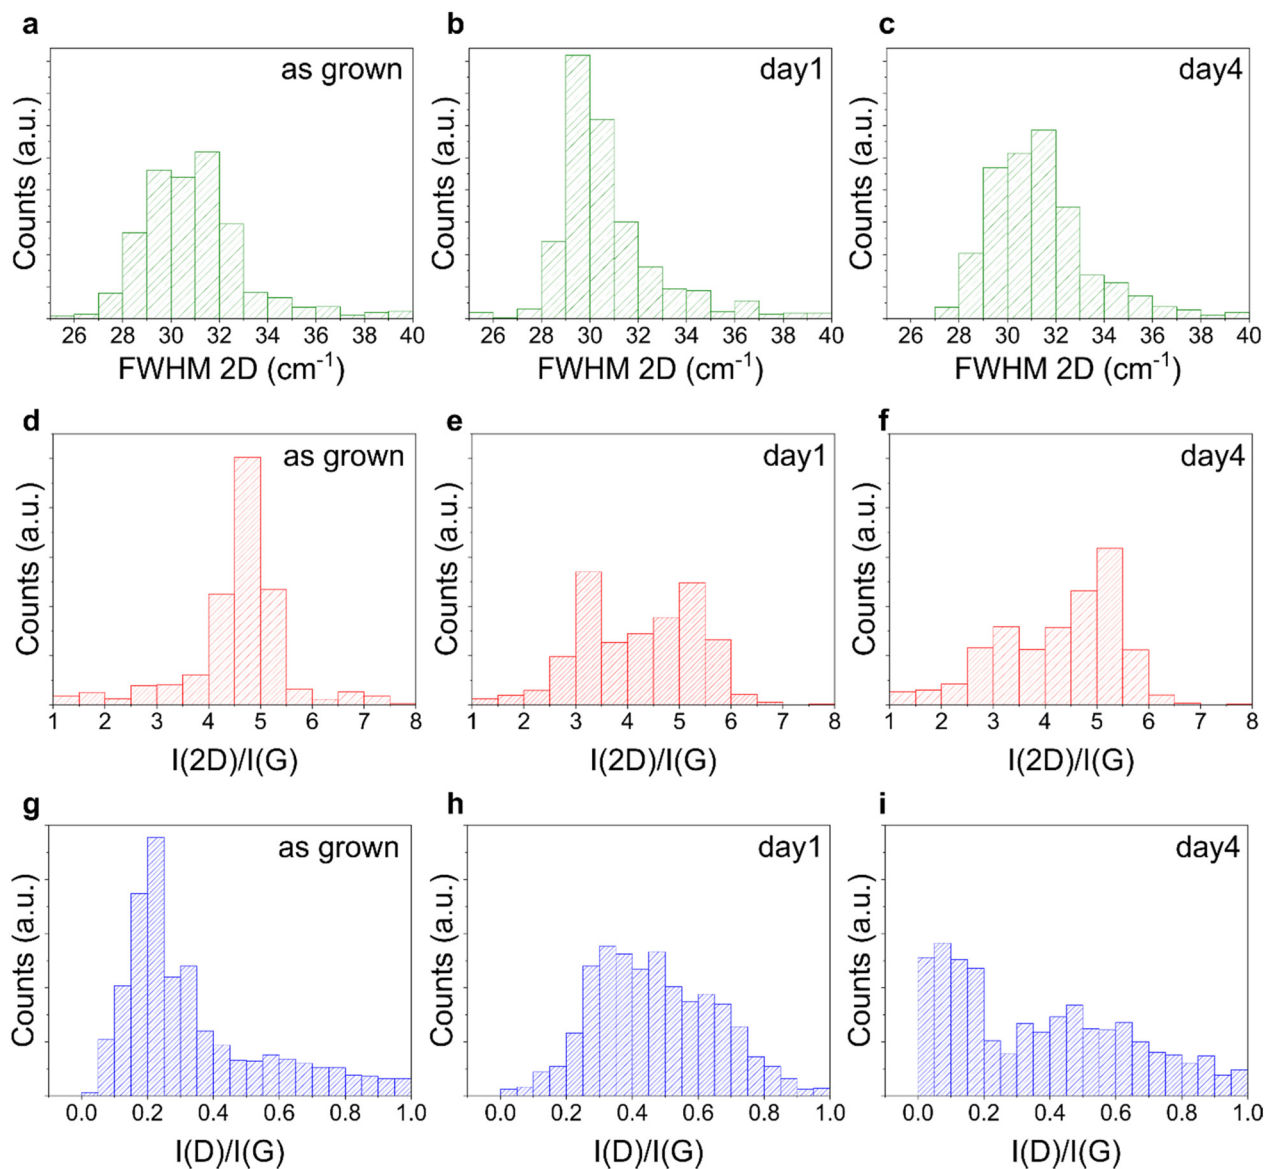 a
as grown
Counts (a.u.)
26 28 30 32 34 36 38 40
FWHM 2D (cm⁻¹)
b
day1
Counts (a.u.)
26 28 30 32 34 36 38 40
FWHM 2D (cm⁻¹)
c
day4
Counts (a.u.)
26 28 30 32 34 36 38 40
FWHM 2D (cm⁻¹)
d
as grown
Counts (a.u.)
1 2 3 4 5 6 7 8
I(2D)/I(G)
e
day1
Counts (a.u.)
1 2 3 4 5 6 7 8
I(2D)/I(G)
f
day4
Counts (a.u.)
1 2 3 4 5 6 7 8
I(2D)/I(G)
g
as grown
Counts (a.u.)
0.0 0.2 0.4 0.6 0.8 1.0
I(D)/I(G)
h
day1
Counts (a.u.)
0.0 0.2 0.4 0.6 0.8 1.0
I(D)/I(G)
i
day4
Counts (a.u.)
0.0 0.2 0.4 0.6 0.8 1.0
I(D)/I(G)